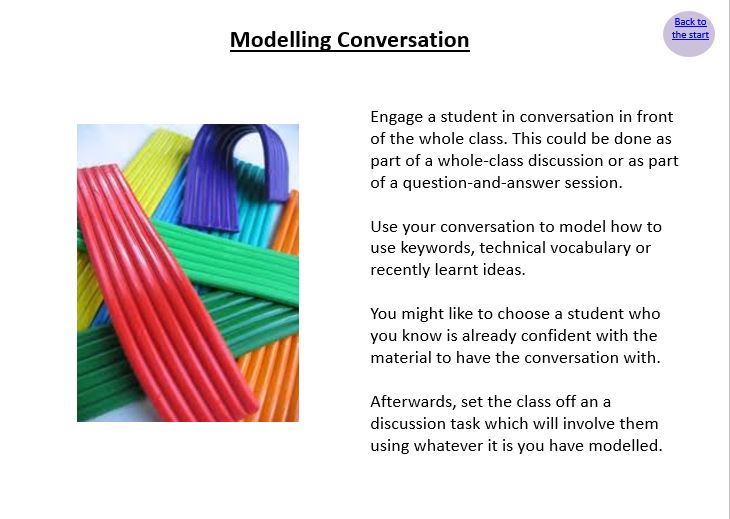 Modelling Conversation
Back to
the start
Engage a student in conversation in front
of the whole class. This could be done as
part of a whole-class discussion or as part
of a question-and-answer session.
Use your conversation to model how to
use keywords, technical vocabulary or
recently learnt ideas.
You might like to choose a student who
you know is already confident with the
material to have the conversation with.
Afterwards, set the class off an a
discussion task which will involve them
using whatever it is you have modelled.